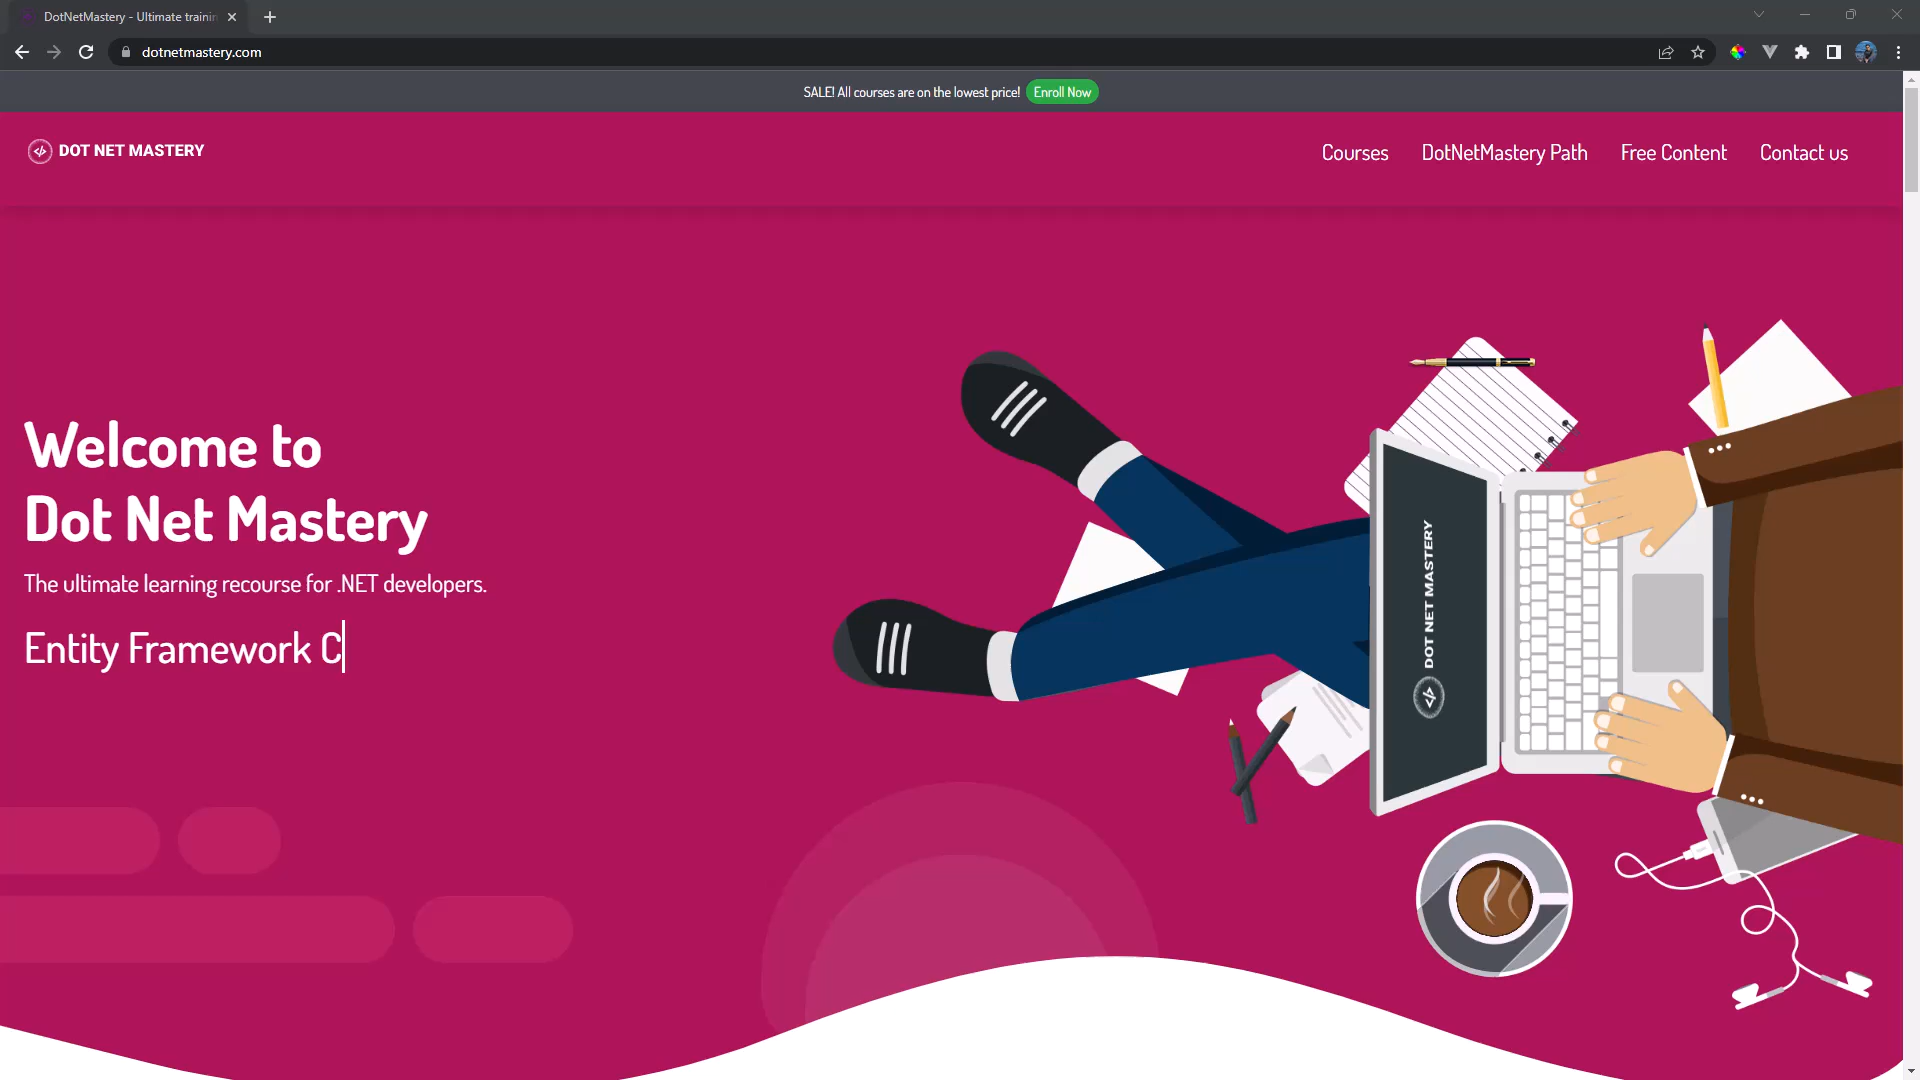 DotNetMastery - Ultimate trainin
dotnetmastery.com
SALE! All courses are on the lowest price! Enroll Now
DOT NET MASTERY
Courses DotNetMastery Path Free Content Contact us
Welcome to
Dot Net Mastery
The ultimate learning recourse for .NET developers.
Entity Framework C
DOT NET MASTERY